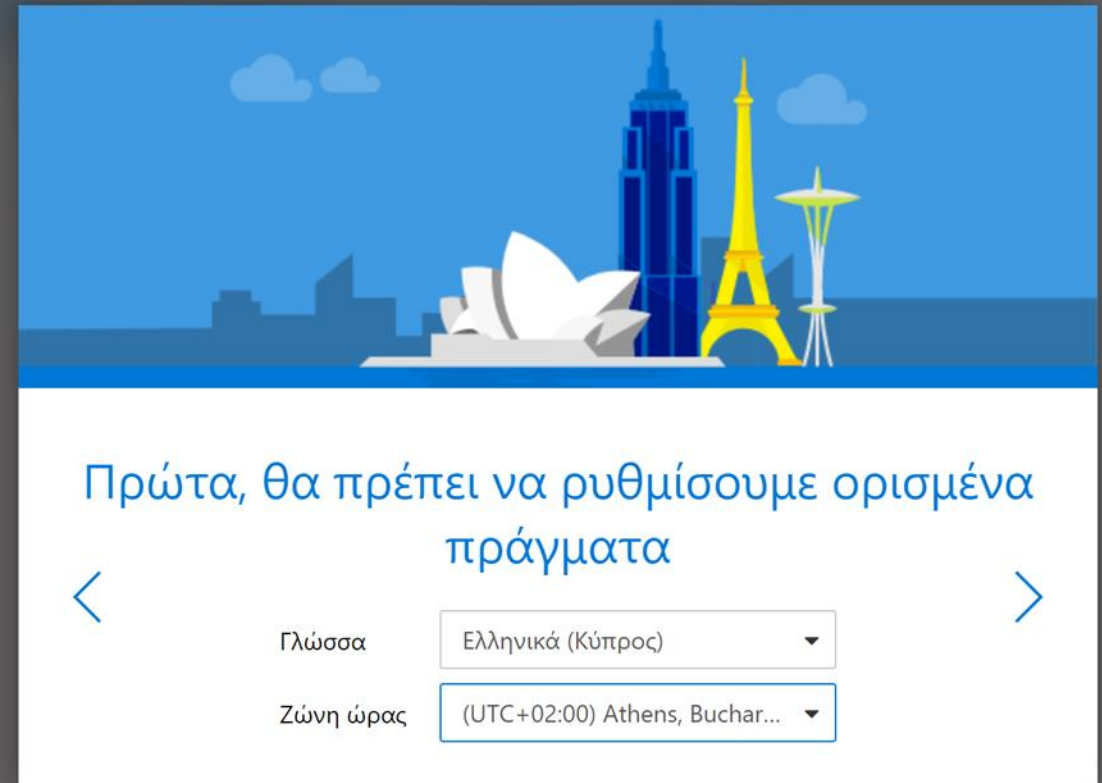 Πρώτα, θα πρέπει να ρυθμίσουμε ορισμένα
πράγματα
Γλώσσα Ελληνικά (Κύπρος)
Ζώνη ώρας (UTC+02:00) Athens, Buchar...